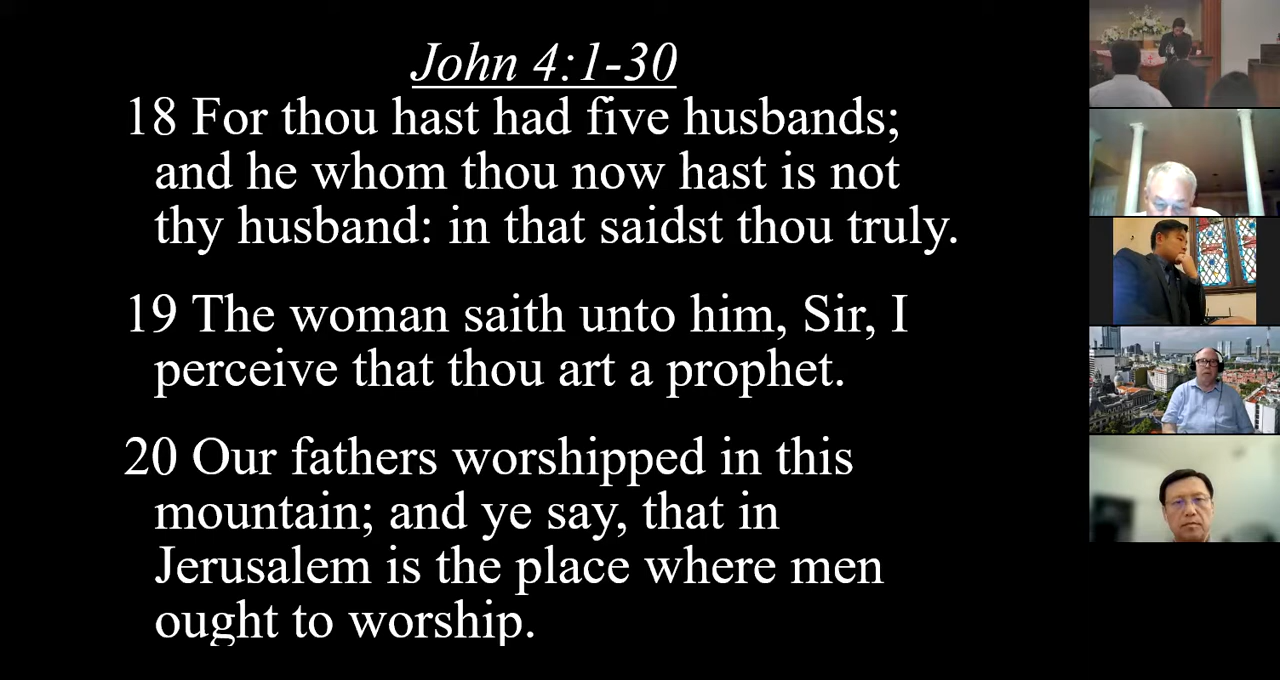 John 4:1-30
18 For thou hast had five husbands;
and he whom thou now hast is not
thy husband: in that saidst thou truly.
19 The woman saith unto him, Sir, I
perceive that thou art a prophet.
20 Our fathers worshipped in this
mountain; and ye say, that in
Jerusalem is the place where men
ought to worship.